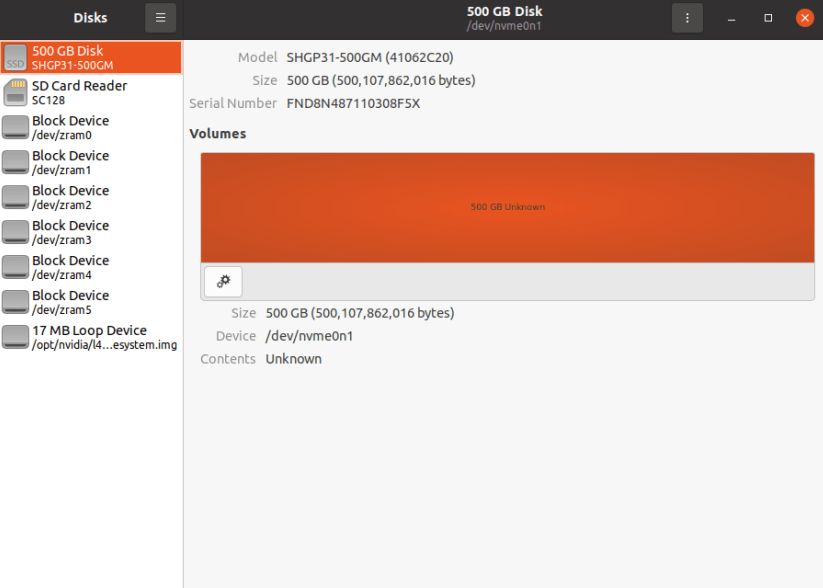 Disks
500 GB Disk
/dev/nvme0n1
500 GB Disk
SHGP31-500GM
SSD
SD Card Reader
SC128
Block Device
/dev/zram0
Block Device
/dev/zram1
Block Device
/dev/zram2
Block Device
/dev/zram3
Block Device
/dev/zram4
Block Device
/dev/zram5
17 MB Loop Device
/opt/nvidia/l4...esystem.img
Model SHGP31-500GM (41062C20)
Size 500 GB (500,107,862,016 bytes)
Serial Number FND8N487110308F5X
Volumes
500 GB Unknown
Size 500 GB (500,107,862,016 bytes)
Device /dev/nvme0n1
Contents Unknown